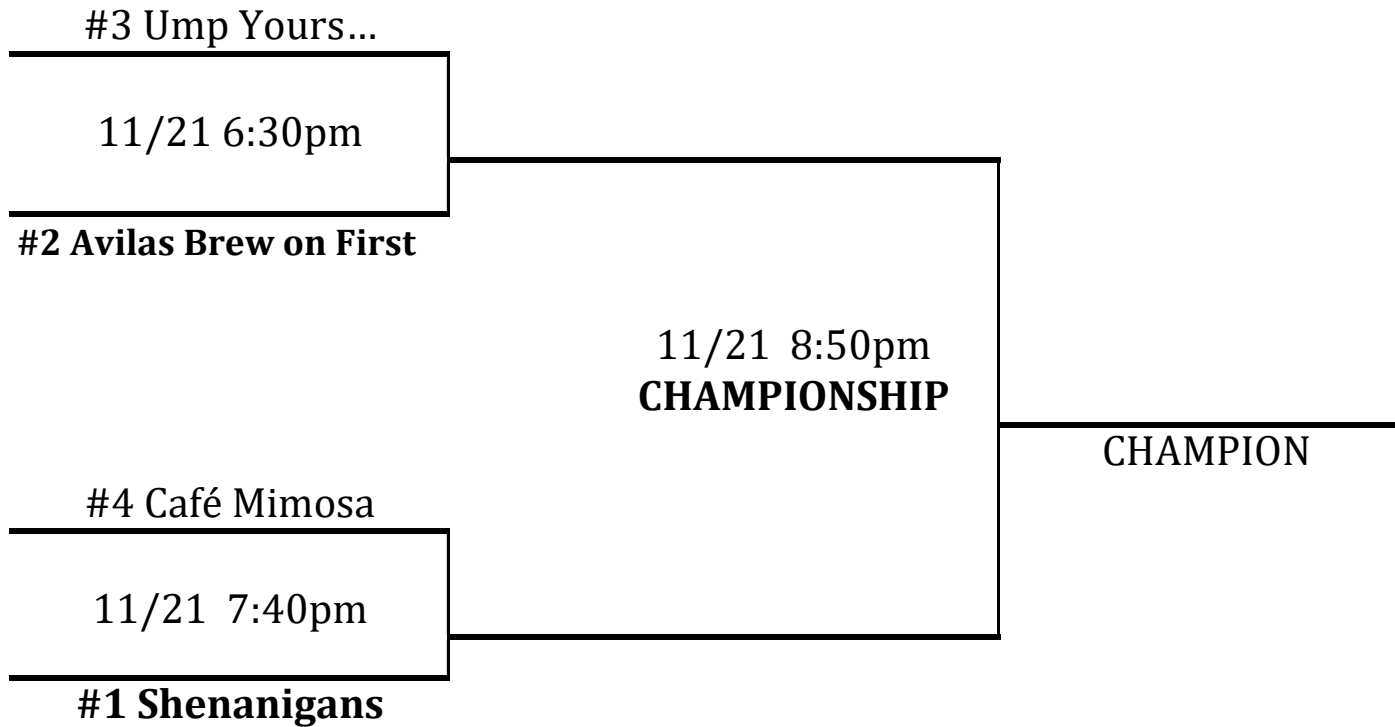 #3 Ump Yours…
11/21 6:30pm
#2 Avilas Brew on First
11/21 8:50pm
CHAMPIONSHIP
CHAMPION
#4 Café Mimosa
11/21 7:40pm
#1 Shenanigans